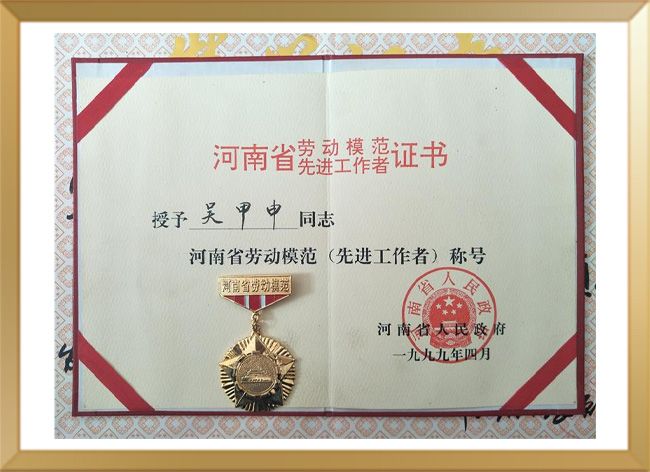 河南省劳动模范先进工作者证书
授予吴甲申同志
河南省劳动模范（先进工作者）称号
河南省劳动模范
河南省人民政府
河南省人民政府
一九九九年四月